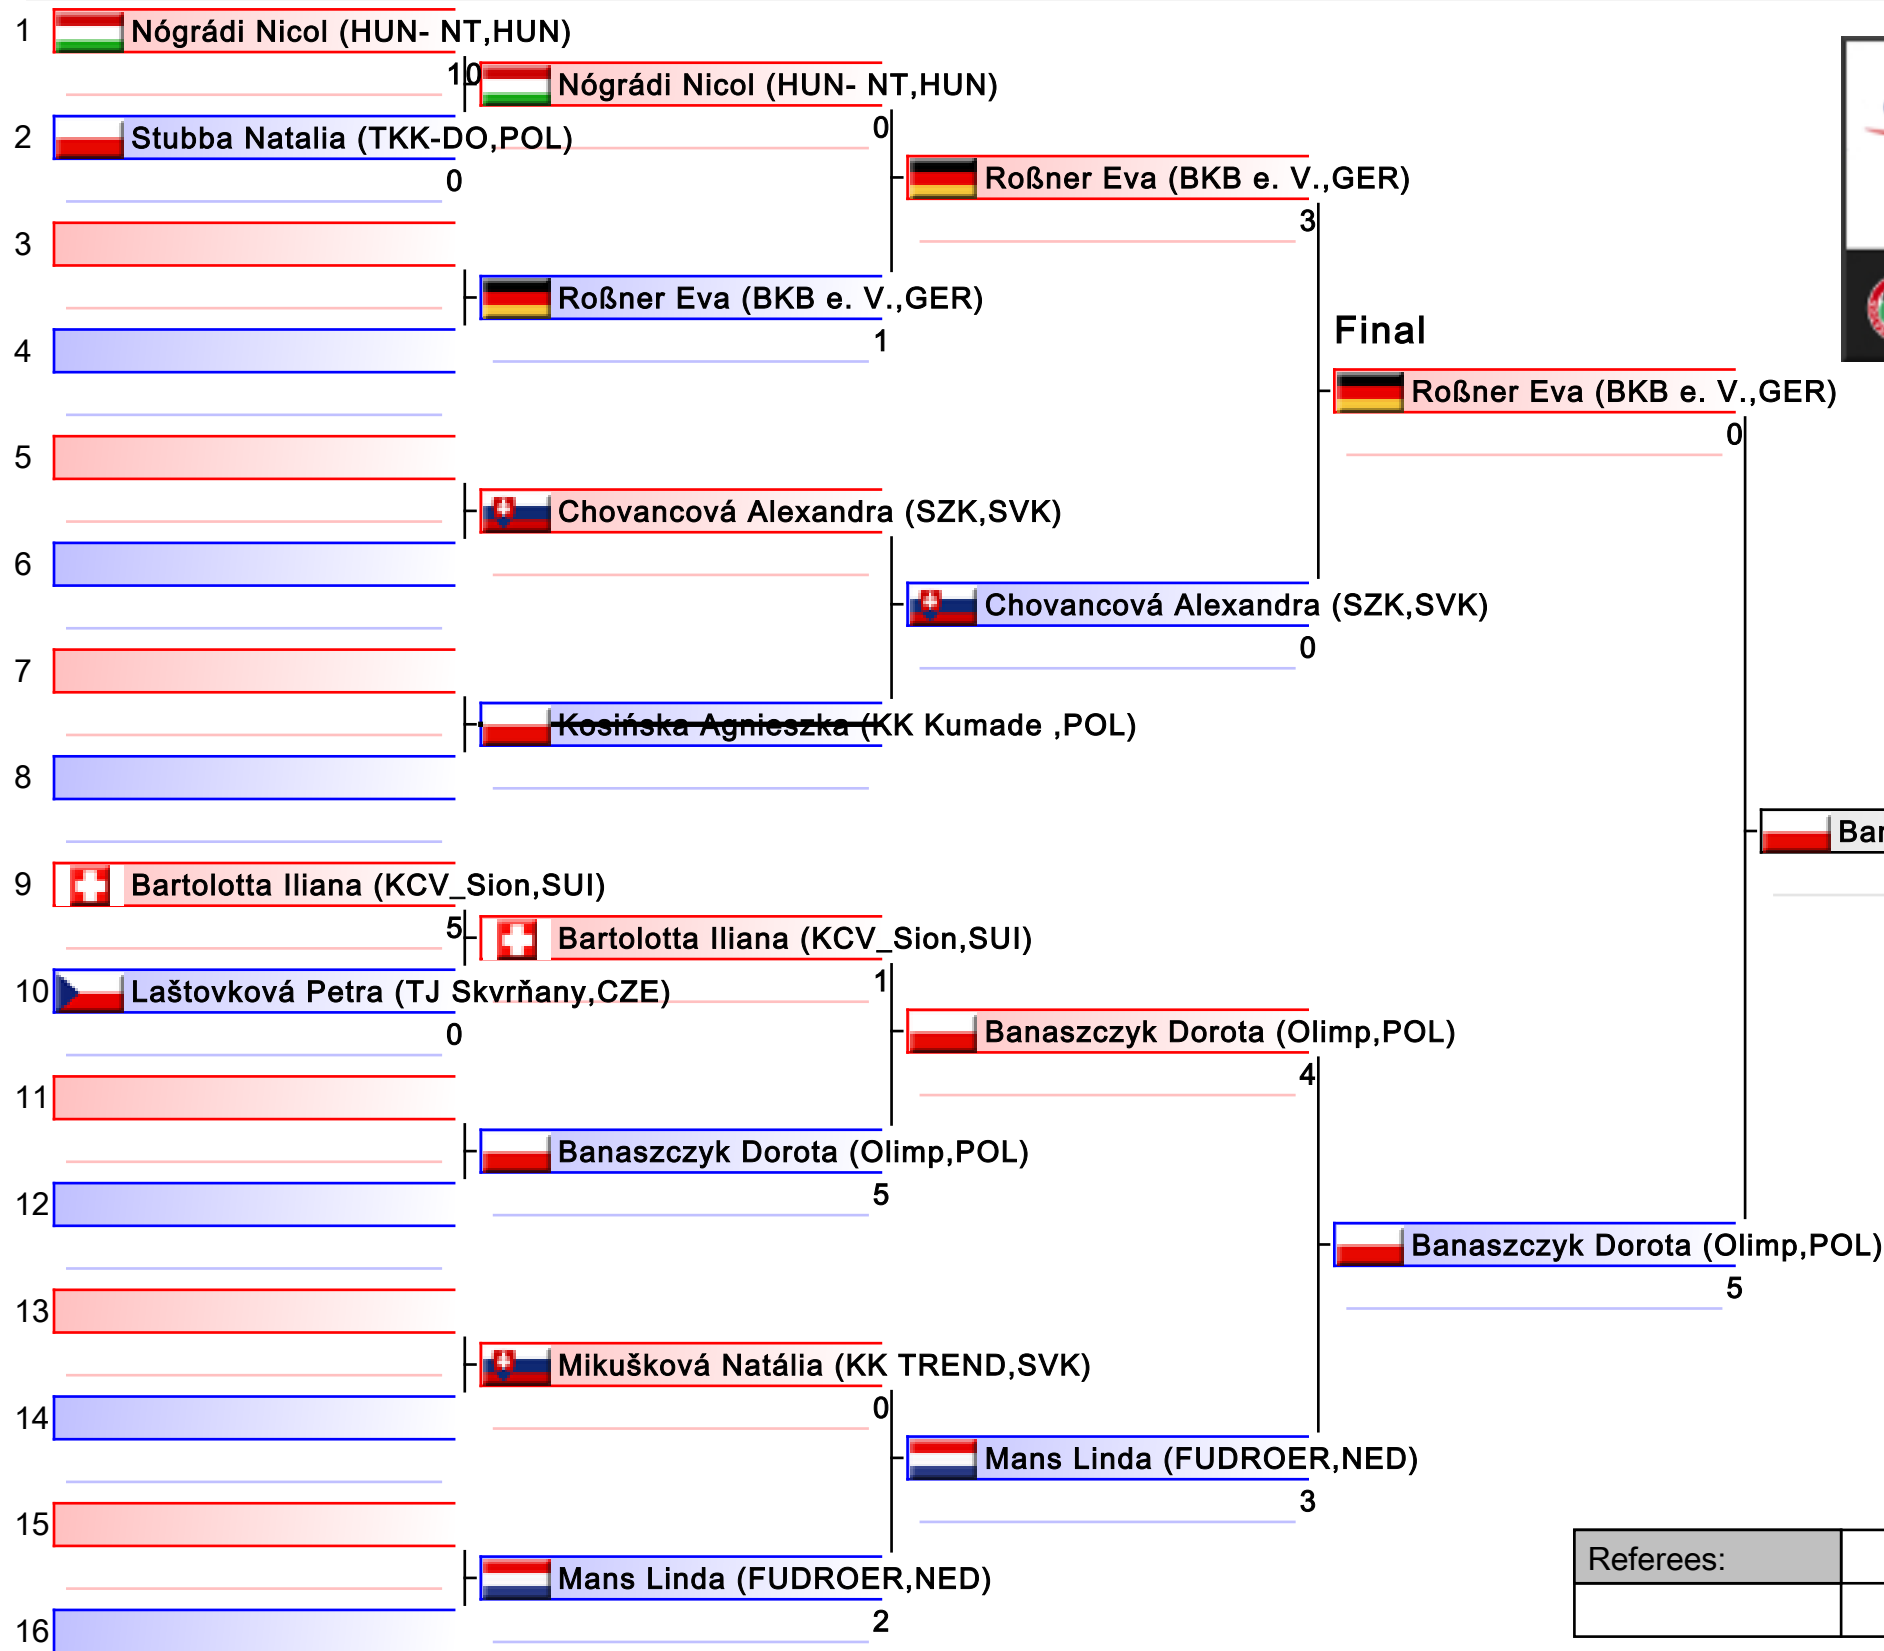 1 Nógrádi Nicol (HUN- NT,HUN)
10
Nógrádi Nicol (HUN- NT,HUN)
0
2 Stubba Natalia (TKK-DO,POL)
0
Roßner Eva (BKB e. V.,GER)
3
3
Roßner Eva (BKB e. V.,GER)
1
4
Final
Roßner Eva (BKB e. V.,GER)
0
5
Chovancová Alexandra (SZK,SVK)
6
Chovancová Alexandra (SZK,SVK)
0
7
Kosińska Agnieszka (KK Kumade ,POL)
8
9 Bartolotta Iliana (KCV_Sion,SUI)
5
Bartolotta Iliana (KCV_Sion,SUI)
1
10 Laštovková Petra (TJ Skvrňany,CZE)
0
Banaszczyk Dorota (Olimp,POL)
4
11
Banaszczyk Dorota (Olimp,POL)
5
12
Banaszczyk Dorota (Olimp,POL)
5
13
Mikušková Natália (KK TREND,SVK)
0
14
Mans Linda (FUDROER,NED)
3
15
Mans Linda (FUDROER,NED)
2
16
Referees: